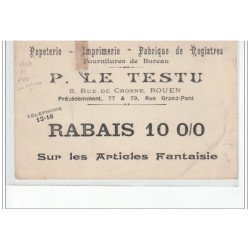 Papeterie - Imprimerie - Fabrique de Registres
Fournitures de Bureau
P. LE TESTU
8, RUE DE CROSNE, ROUEN
Précédemment, 77 & 79, Rue Grand-Pont
TÉLÉPHONE
12-16
RABAIS 10 0/0
Sur les Articles Fantaisie